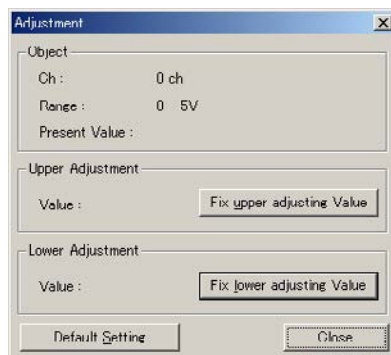 Adjustment
Object
Ch : 0 ch
Range : 0 5V
Present Value :
Upper Adjustment
Value : Fix upper adjusting Value
Lower Adjustment
Value : Fix lower adjusting Value
Default Setting Close